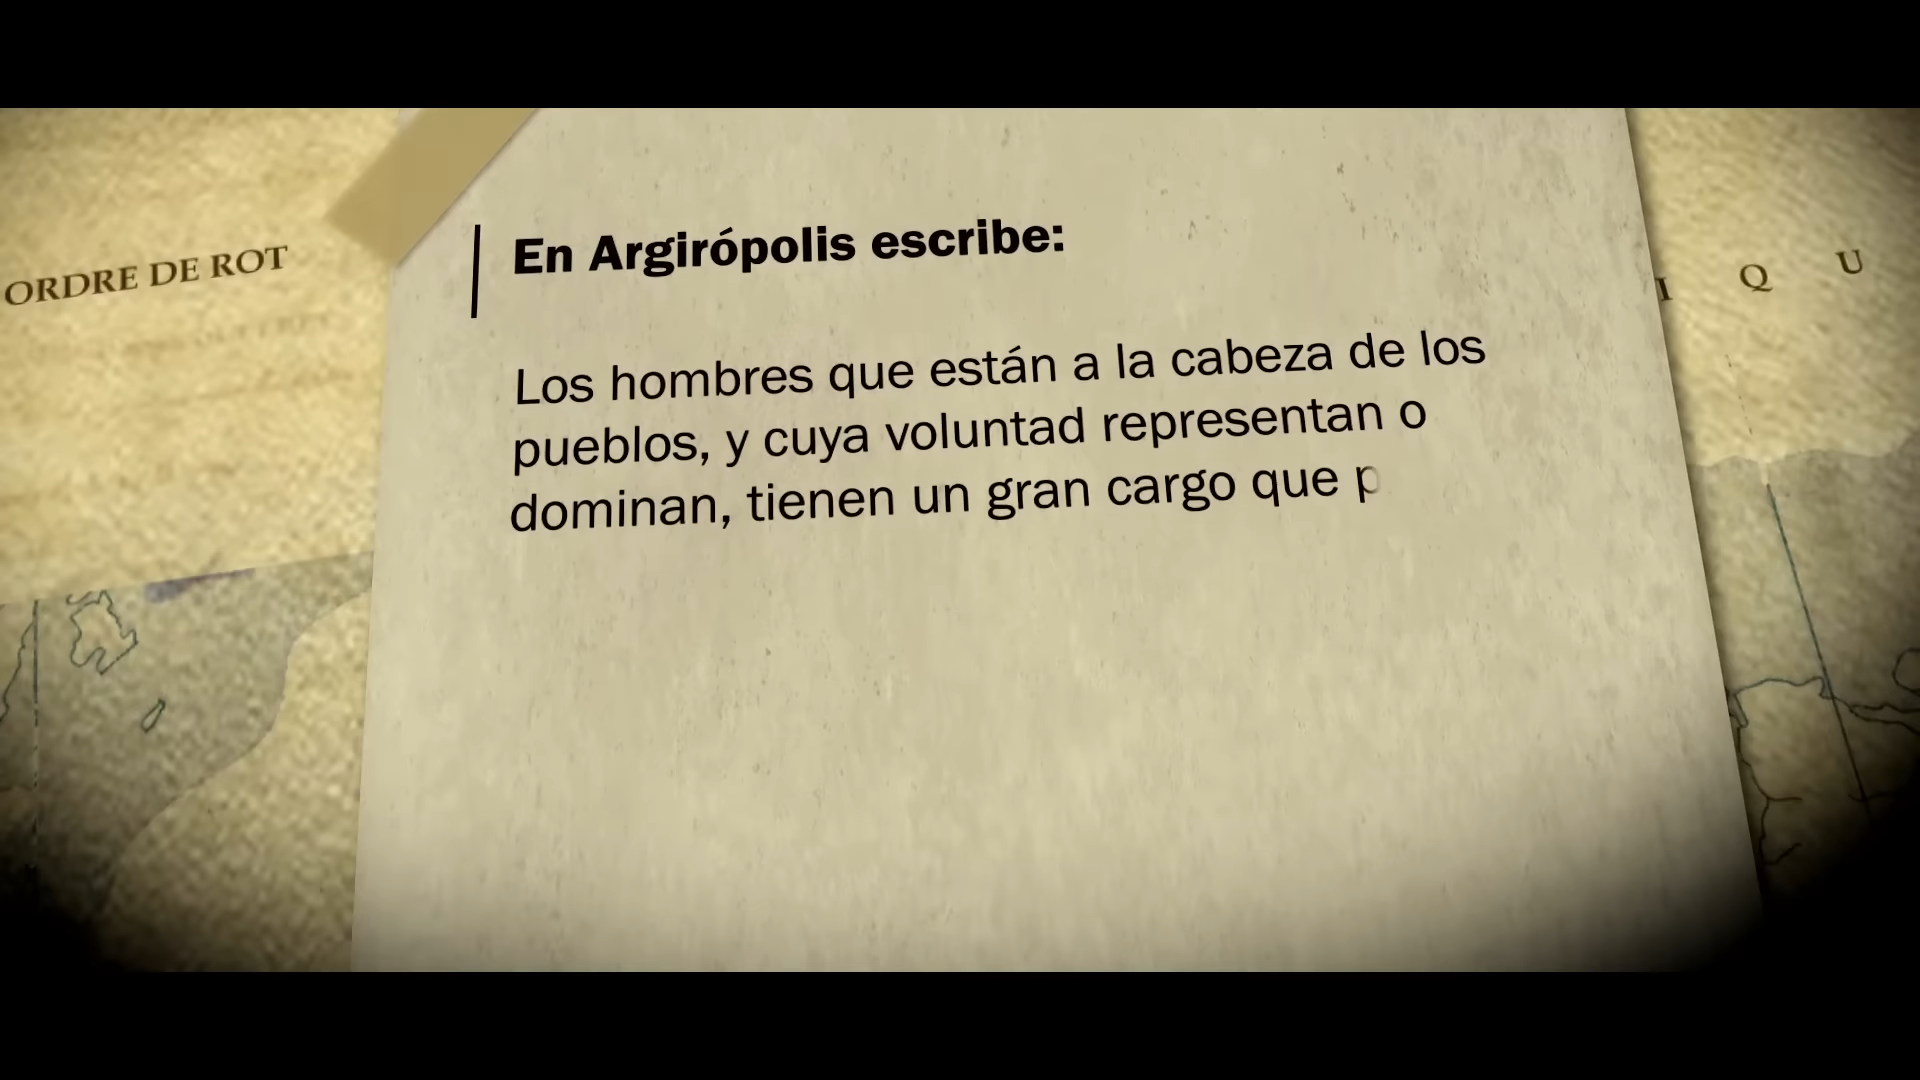 ORDRE DE ROT
En Argirópolis escribe:
I Q U
Los hombres que están a la cabeza de los
pueblos, y cuya voluntad representan o
dominan, tienen un gran cargo que p